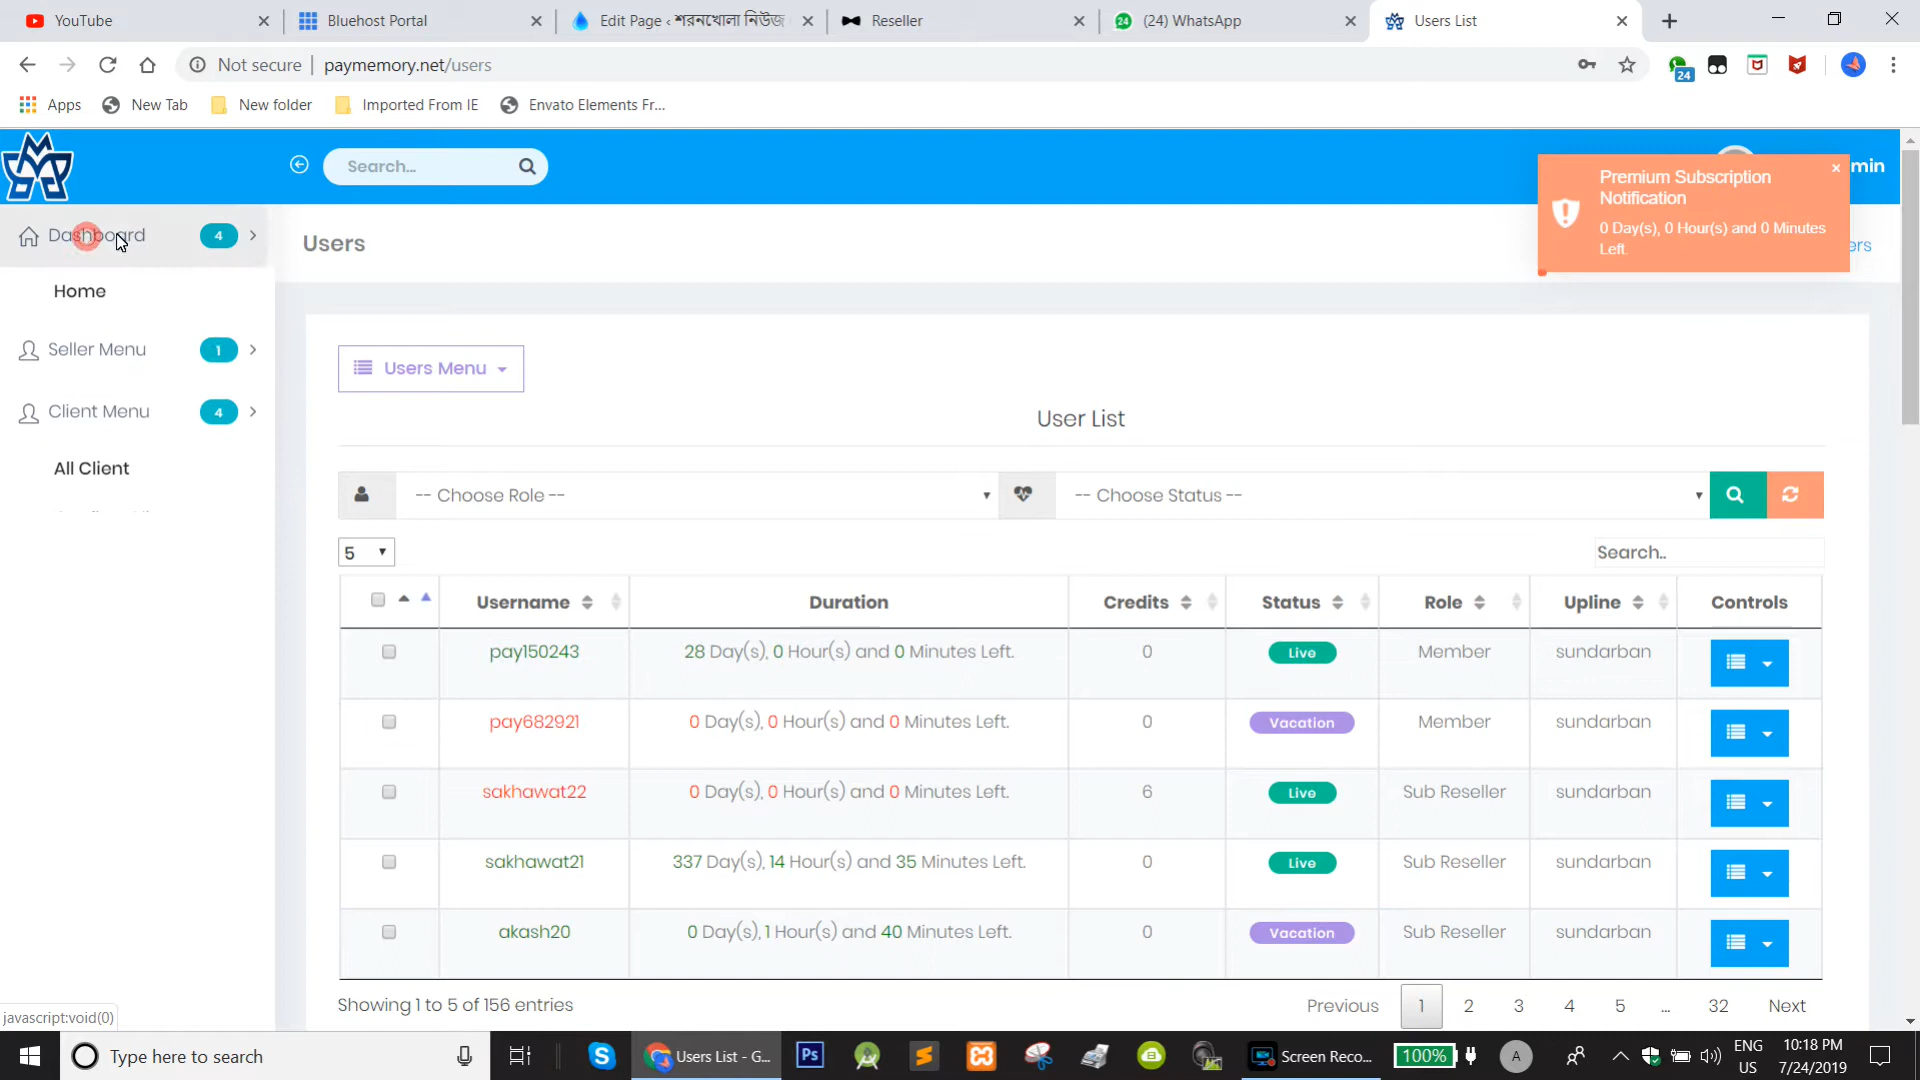 YouTube
Bluehost Portal
Edit Page ‹ শরনখোলা নিউজ
Reseller
(24) WhatsApp
Users List
Not secure | paymemory.net/users
24
Apps
New Tab
New folder
Imported From IE
Envato Elements Fr...
Search...
min
Premium Subscription
Notification
0 Day(s), 0 Hour(s) and 0 Minutes
Left.
ers
Dashboard 4
Users
Home
Seller Menu 1
Client Menu 4
All Client
Users Menu
User List
-- Choose Role --
-- Choose Status --
5
Search..
Username Duration Credits Status Role Upline Controls
pay150243 28 Day(s), 0 Hour(s) and 0 Minutes Left. 0 Live Member sundarban
pay682921 0 Day(s), 0 Hour(s) and 0 Minutes Left. 0 Vacation Member sundarban
sakhawat22 0 Day(s), 0 Hour(s) and 0 Minutes Left. 6 Live Sub Reseller sundarban
sakhawat21 337 Day(s), 14 Hour(s) and 35 Minutes Left. 0 Live Sub Reseller sundarban
akash20 0 Day(s), 1 Hour(s) and 40 Minutes Left. 0 Vacation Sub Reseller sundarban
Showing 1 to 5 of 156 entries
Previous 1 2 3 4 5 ... 32 Next
javascript:void(0)
Type here to search
Users List - G...
Ps
Screen Reco...
100%
A
ENG
US
10:18 PM
7/24/2019